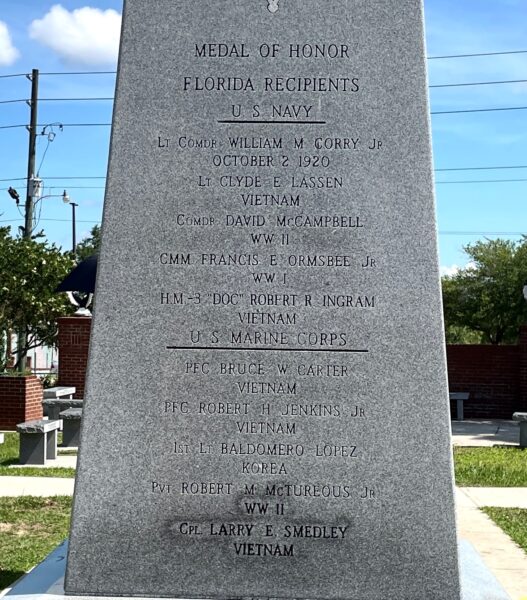 MEDAL OF HONOR
FLORIDA RECIPIENTS
U S NAVY
LT COMDR WILLIAM M CORRY JR
OCTOBER 2 1920
LT CLYDE E LASSEN
VIETNAM
COMDR DAVID McCAMPBELL
WW II
CMM FRANCIS E ORMSBEE JR
WW I
H.M-3 "DOC" ROBERT R INGRAM
VIETNAM
U S MARINE CORPS
PFC BRUCE W CARTER
VIETNAM
PFC ROBERT H JENKINS JR
VIETNAM
1ST LT BALDOMERO LOPEZ
KOREA
PVT ROBERT M McTUREOUS JR
WW II
CPL LARRY E SMEDLEY
VIETNAM